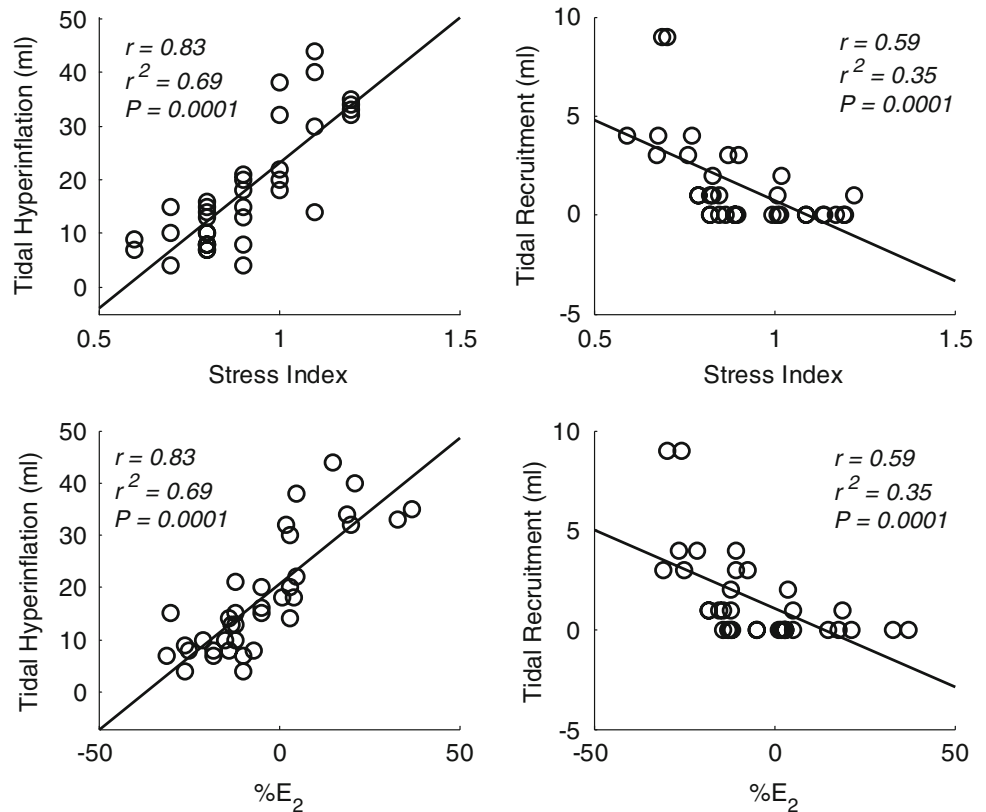 50
40
30
20
10
0
Tidal Hyperinflation (ml)
r = 0.83
r² = 0.69
P = 0.0001
0.5 1 1.5
Stress Index
10
5
0
-5
Tidal Recruitment (ml)
r = 0.59
r² = 0.35
P = 0.0001
0.5 1 1.5
Stress Index
50
40
30
20
10
0
Tidal Hyperinflation (ml)
r = 0.83
r² = 0.69
P = 0.0001
-50 0 50
%E₂
10
5
0
-5
Tidal Recruitment (ml)
r = 0.59
r² = 0.35
P = 0.0001
-50 0 50
%E₂